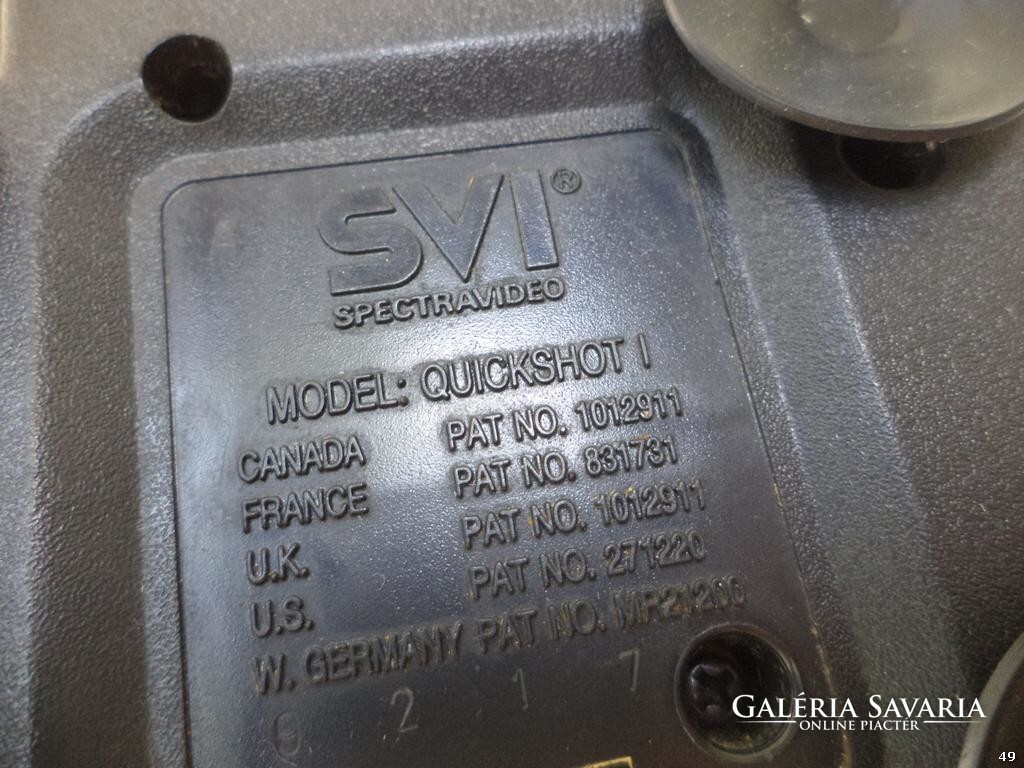 SVI®
SPECTRAVIDEO
MODEL: QUICKSHOT I
CANADA PAT NO. 1012911
FRANCE PAT NO. 831731
U.K. PAT NO. 1012911
U.S. PAT NO. 271220
W. GERMANY PAT NO. MR21200
9 2 1 7
GALÉRIA SAVARIA
ONLINE PIACTÉR
49